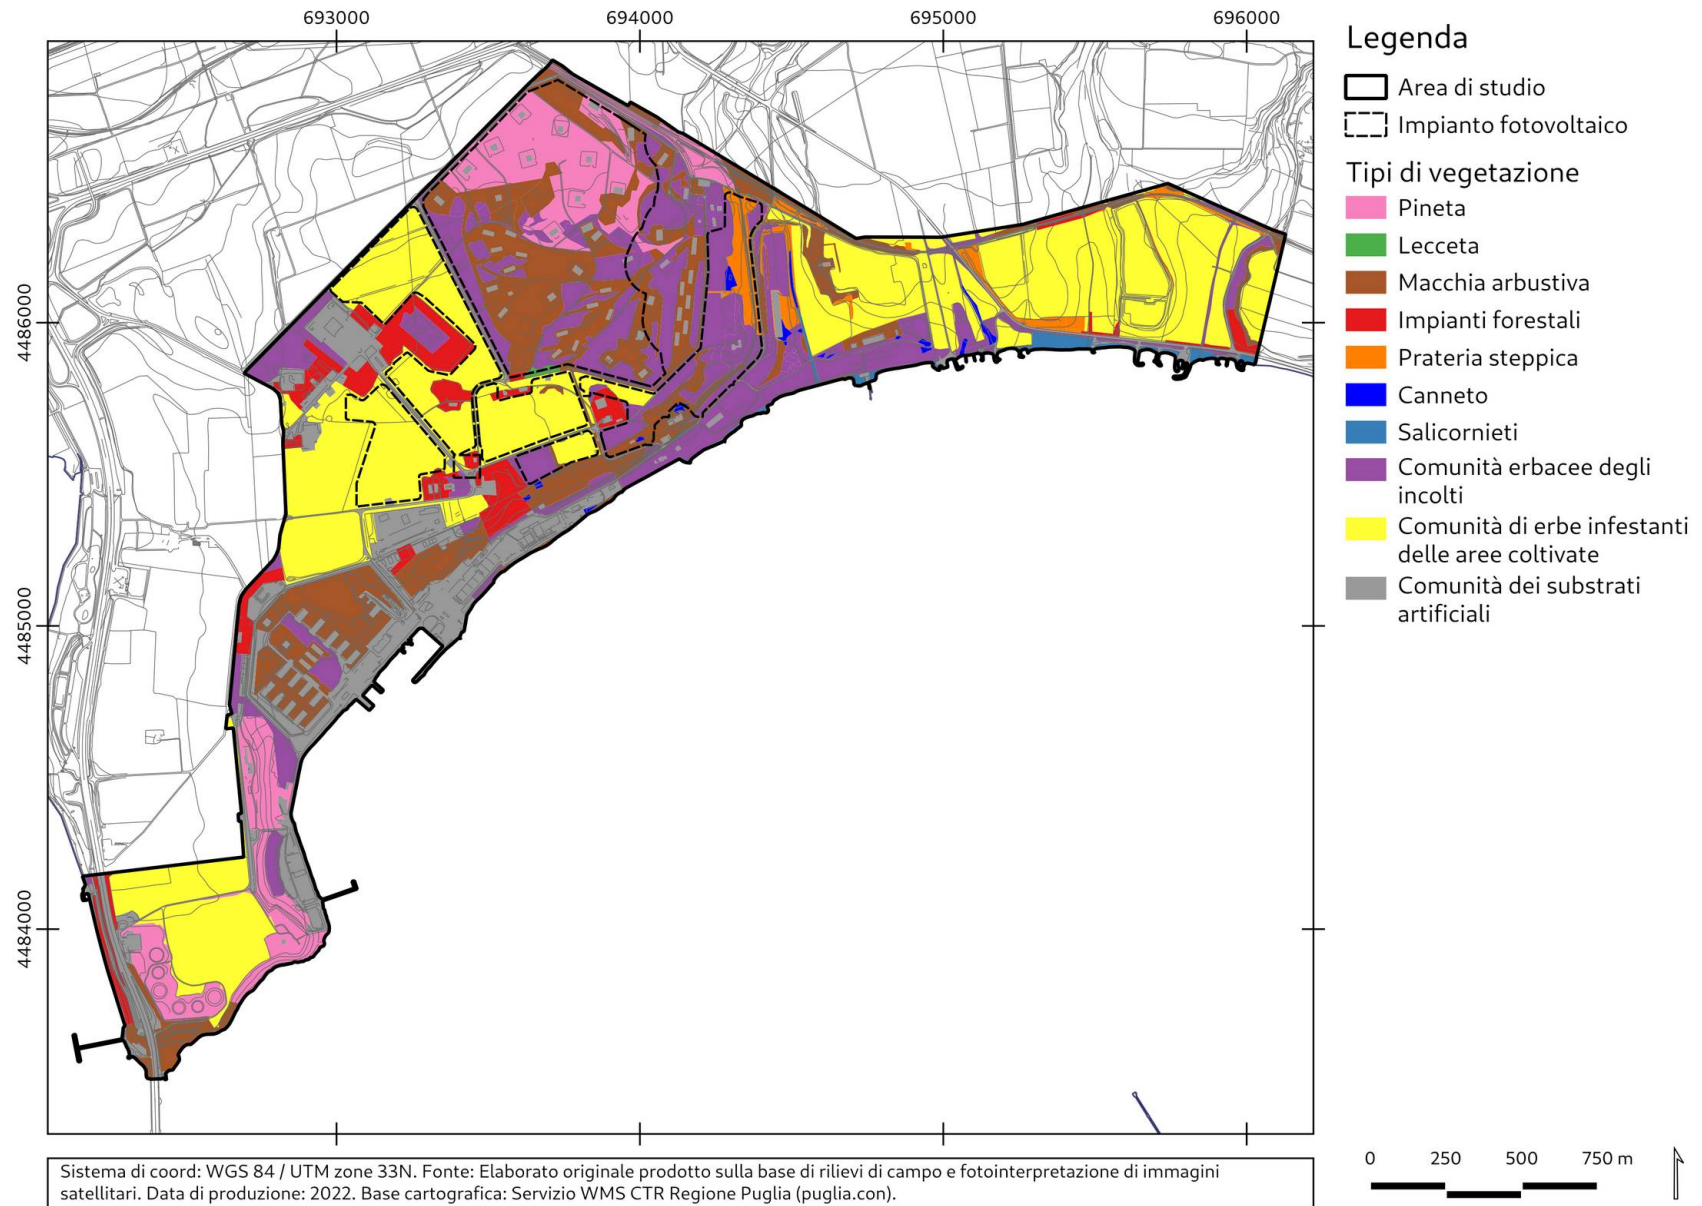 693000 694000 695000 696000
4486000
4485000
4484000
Legenda
Area di studio
Impianto fotovoltaico
Tipi di vegetazione
Pineta
Lecceta
Macchia arbustiva
Impianti forestali
Prateria steppica
Canneto
Salicornieti
Comunità erbacee degli
incolti
Comunità di erbe infestanti
delle aree coltivate
Comunità dei substrati
artificiali
0 250 500 750 m
Sistema di coord: WGS 84 / UTM zone 33N. Fonte: Elaborato originale prodotto sulla base di rilievi di campo e fotointerpretazione di immagini
satellitari. Data di produzione: 2022. Base cartografica: Servizio WMS CTR Regione Puglia (puglia.con).